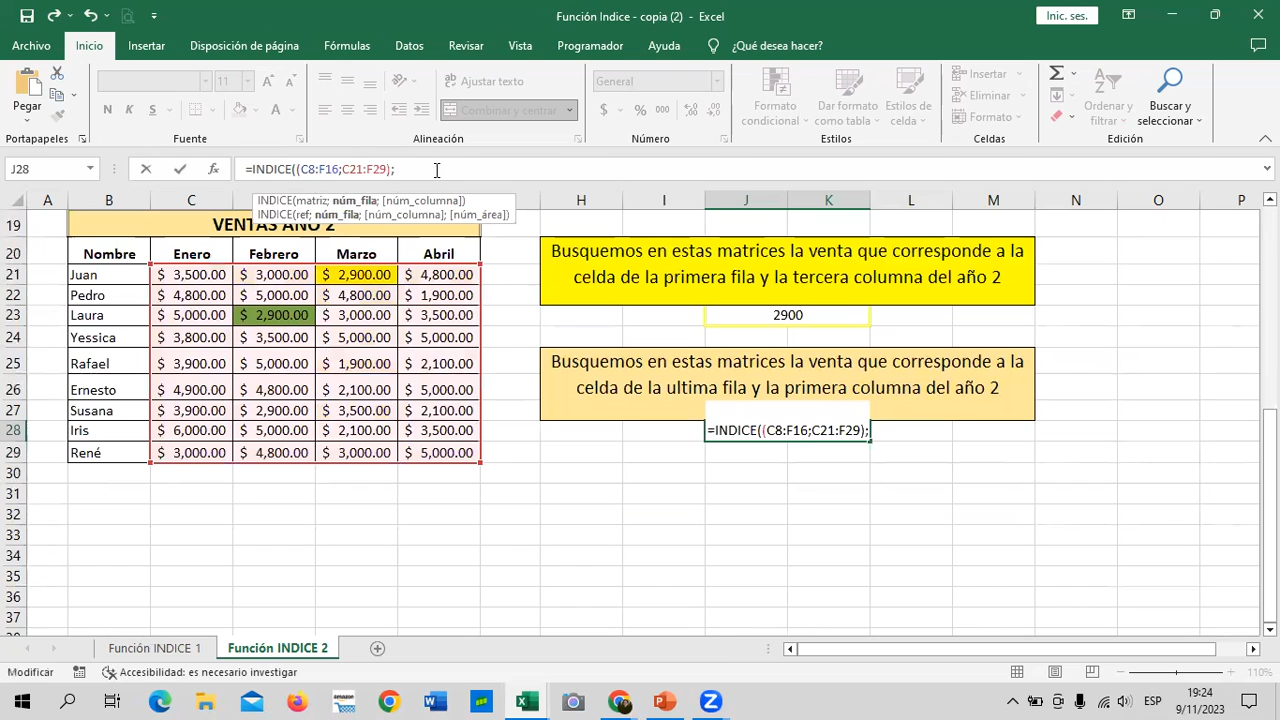 Función Indice - copia (2) - Excel
Inic. ses.
Archivo Inicio Insertar Disposición de página Fórmulas Datos Revisar Vista Programador Ayuda ¿Qué desea hacer?
Pegar
N K S
11
Ajustar texto
Combinar y centrar
General
$ % 000
Formato condicional
Dar formato como tabla
Estilos de celda
Insertar
Eliminar
Formato
Ordenar y filtrar
Buscar y seleccionar
Portapapeles Fuente Alineación Número Estilos Celdas Edición
J28 fx =INDICE((C8:F16;C21:F29);
INDICE(matriz; núm_fila; [núm_columna])
INDICE(ref; núm_fila; [núm_columna]; [núm_área])
A B C H I J K L M N O P
19 VENTAS AÑO 2
20 Nombre Enero Febrero Marzo Abril
21 Juan $ 3,500.00 $ 3,000.00 $ 2,900.00 $ 4,800.00
22 Pedro $ 4,800.00 $ 5,000.00 $ 4,800.00 $ 1,900.00
23 Laura $ 5,000.00 $ 2,900.00 $ 3,000.00 $ 3,500.00
24 Yessica $ 3,800.00 $ 3,500.00 $ 5,000.00 $ 5,000.00
25 Rafael $ 3,900.00 $ 5,000.00 $ 1,900.00 $ 2,100.00
26 Ernesto $ 4,900.00 $ 4,800.00 $ 2,100.00 $ 5,000.00
27 Susana $ 3,900.00 $ 2,900.00 $ 3,500.00 $ 2,100.00
28 Iris $ 6,000.00 $ 5,000.00 $ 2,100.00 $ 3,500.00
29 René $ 3,000.00 $ 4,800.00 $ 3,000.00 $ 5,000.00
30
31
32
33
34
35
36
37
Busquemos en estas matrices la venta que corresponde a la
celda de la primera fila y la tercera columna del año 2
2900
Busquemos en estas matrices la venta que corresponde a la
celda de la ultima fila y la primera columna del año 2
=INDICE((C8:F16;C21:F29);
Función INDICE 1 Función INDICE 2
Modificar Accesibilidad: es necesario investigar 110%
ESP
19:24
9/11/2023